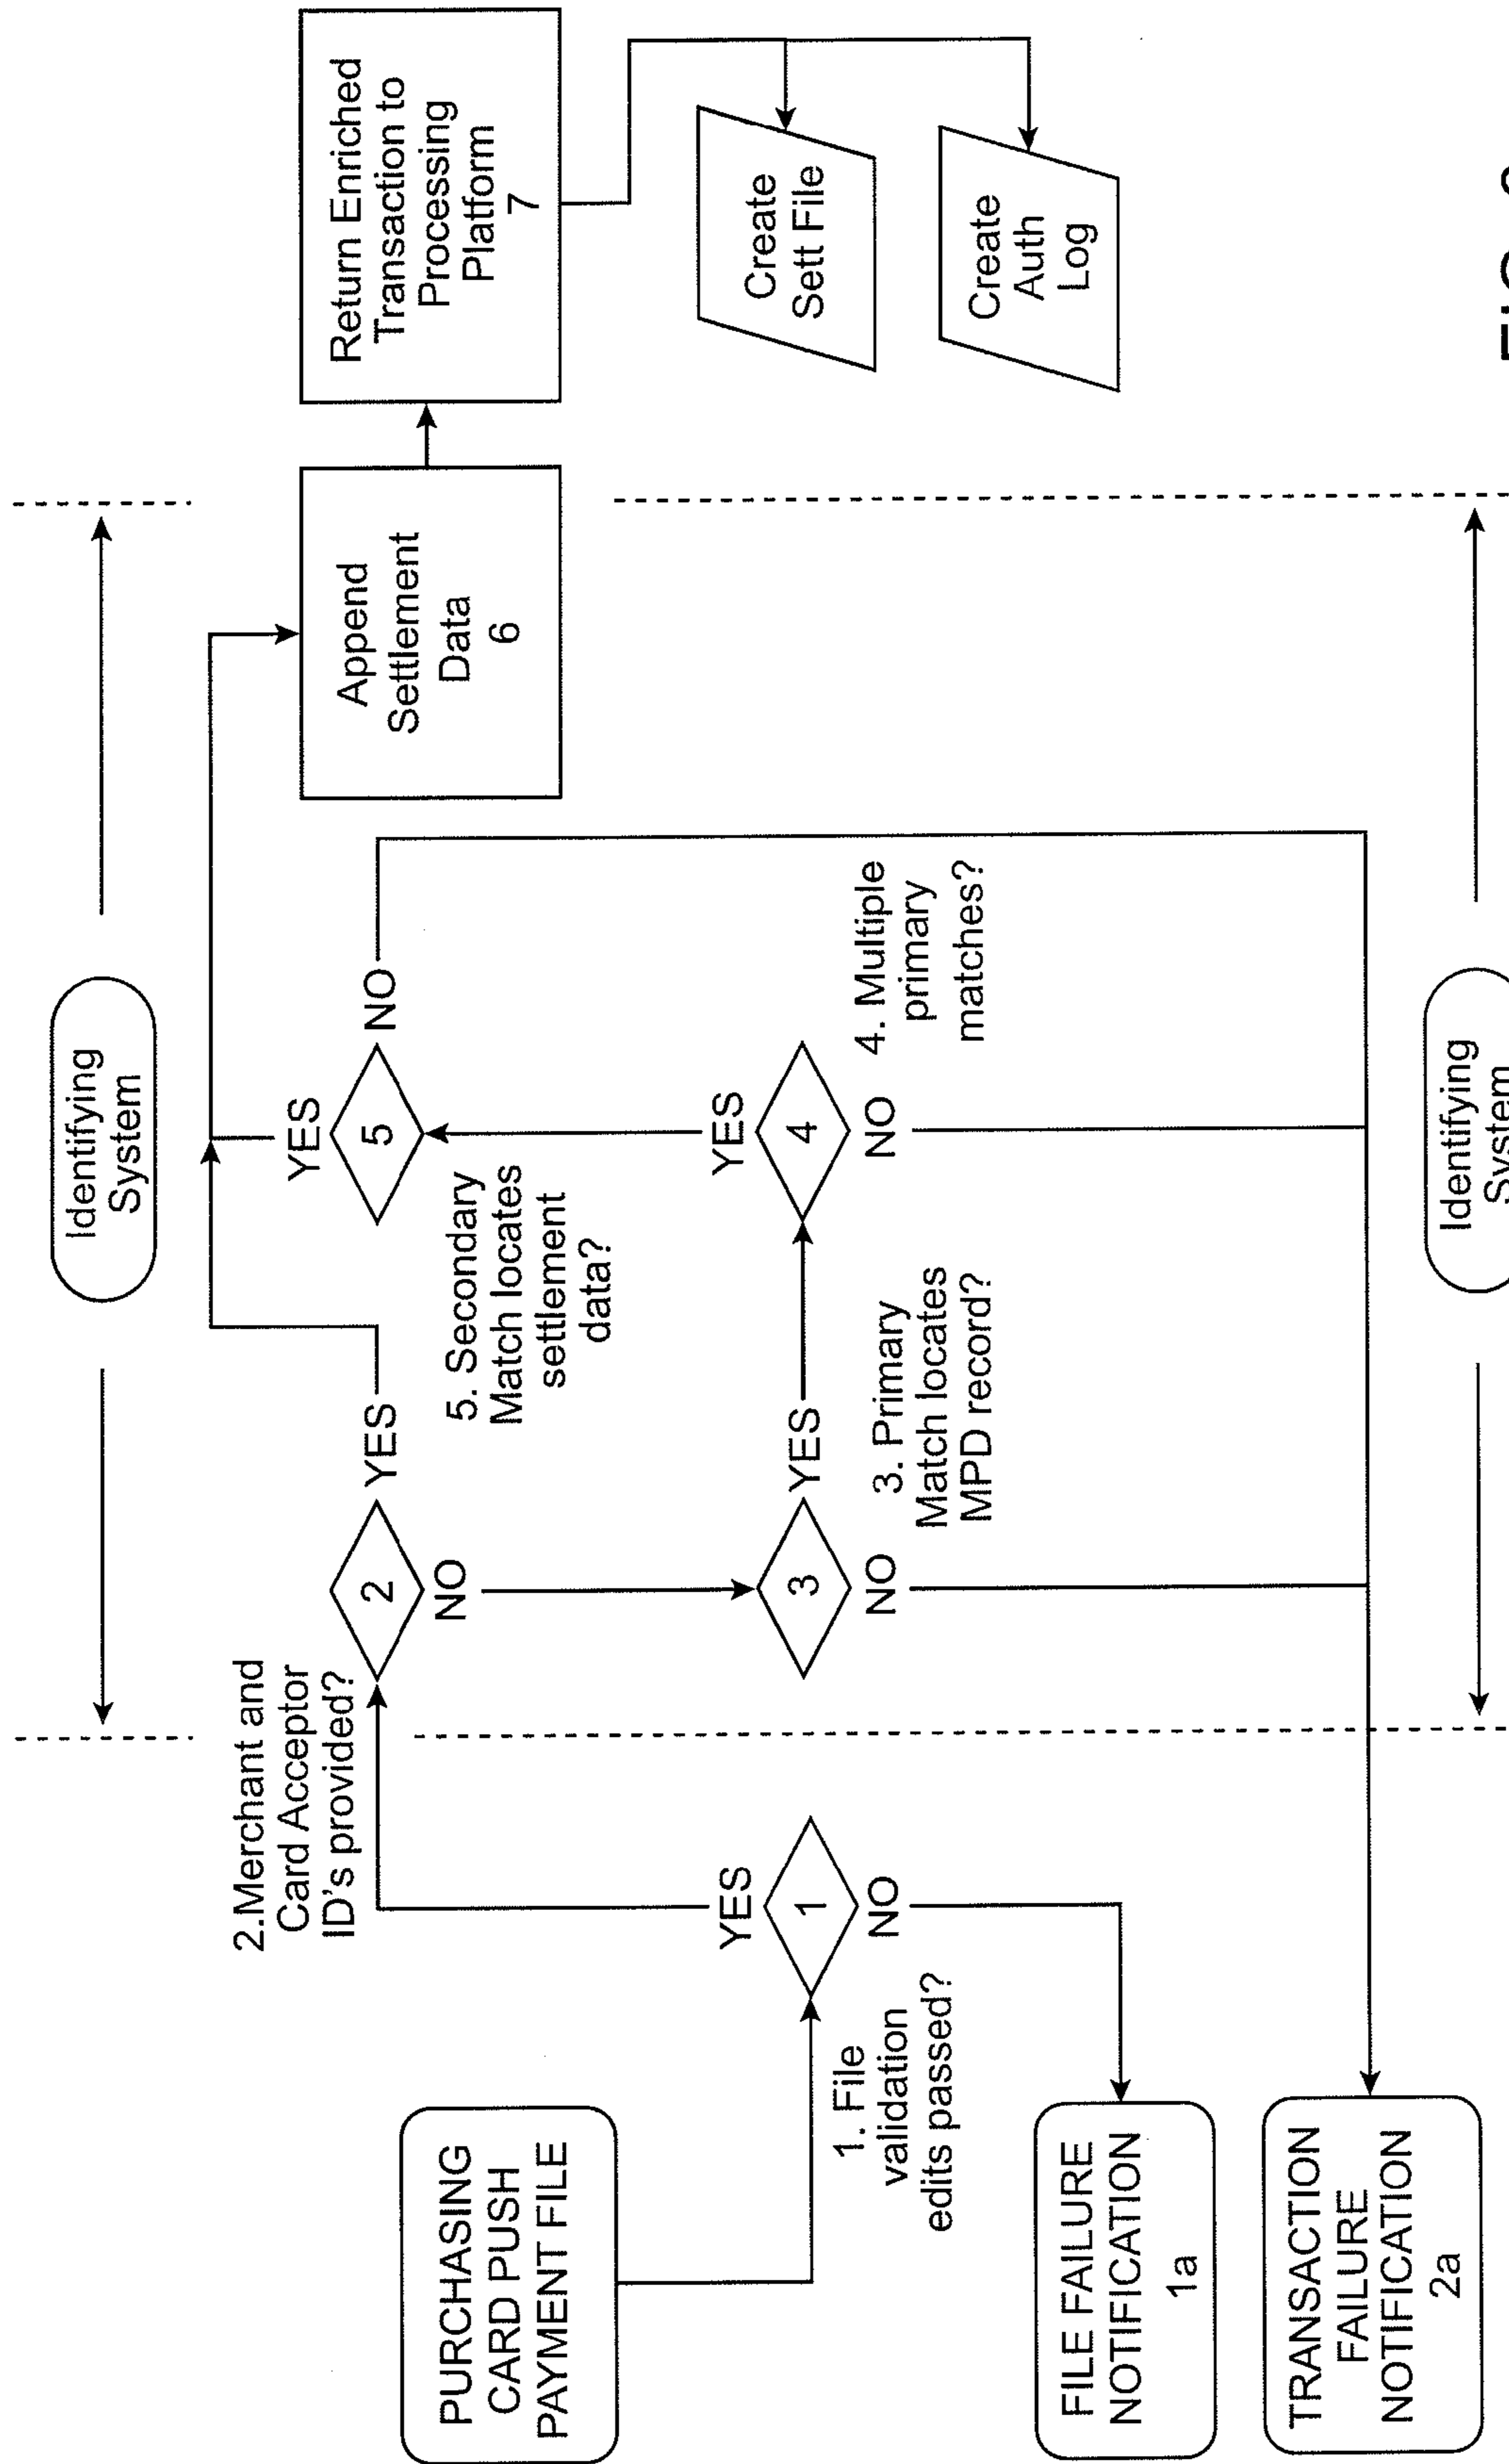 Identifying
System
2.Merchant and
Card Acceptor
ID's provided?
2
YES
NO
YES
5
NO
5. Secondary
Match locates
settlement
data?
Append
Settlement
Data
6
Return Enriched
Transaction to
Processing
Platform
7
Create
Sett File
Create
Auth
Log
PURCHASING
CARD PUSH
PAYMENT FILE
YES
1
NO
1. File
validation
edits passed?
3
YES
NO
3. Primary
Match locates
MPD record?
YES
4
NO
4. Multiple
primary
matches?
FILE FAILURE
NOTIFICATION
1a
TRANSACTION
FAILURE
NOTIFICATION
2a
Identifying
System
FIG.